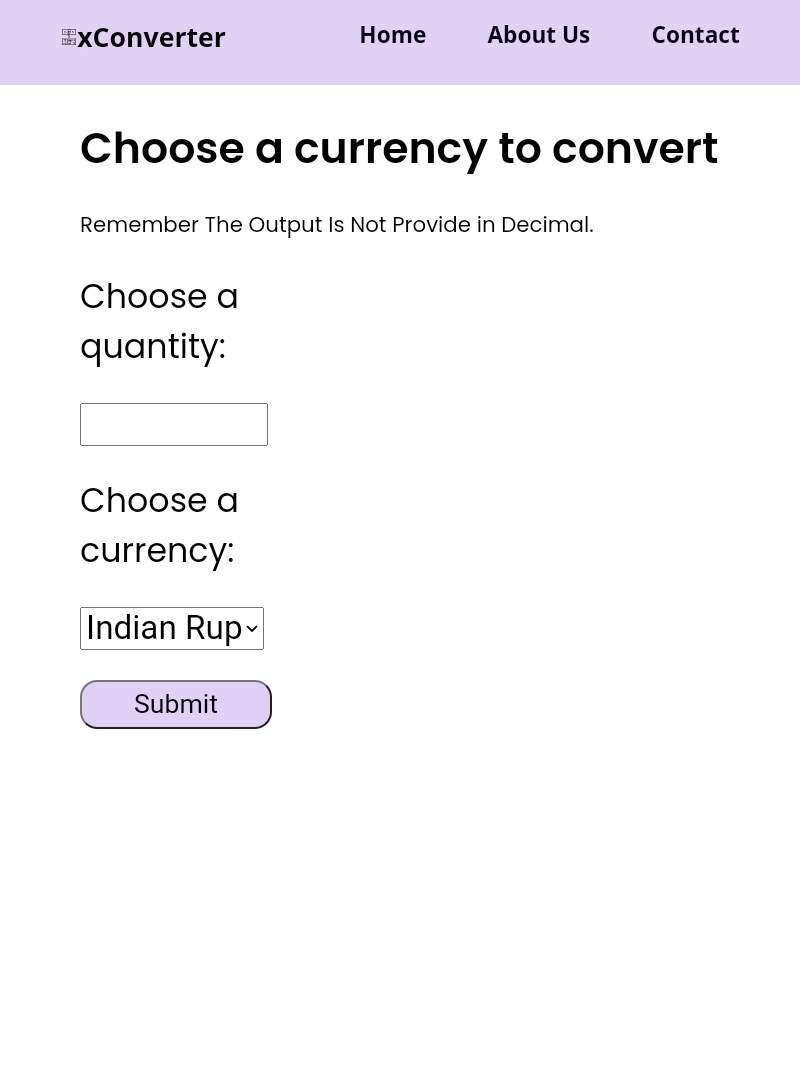 xConverter
Home
About Us
Contact
Choose a currency to convert
Remember The Output Is Not Provide in Decimal.
Choose a
quantity:
Choose a
currency:
Indian Rup
Submit